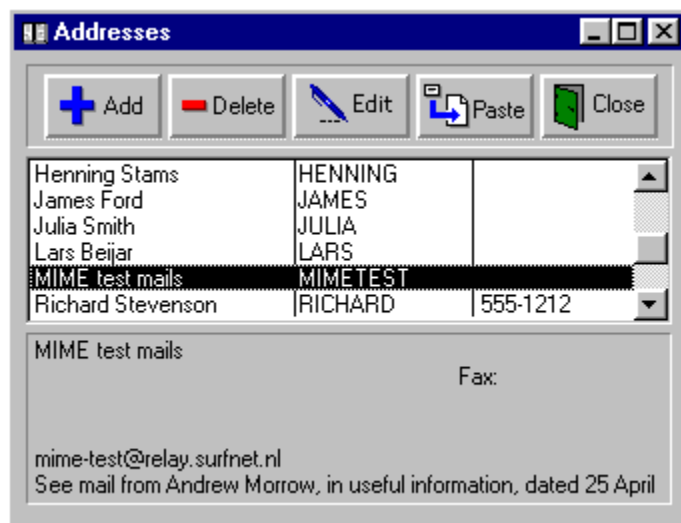 Addresses
Add Delete Edit Paste Close
Henning Stams HENNING
James Ford JAMES
Julia Smith JULIA
Lars Beijar LARS
MIME test mails MIMETEST
Richard Stevenson RICHARD 555-1212
MIME test mails
Fax:
mime-test@relay.surfnet.nl
See mail from Andrew Morrow, in useful information, dated 25 April